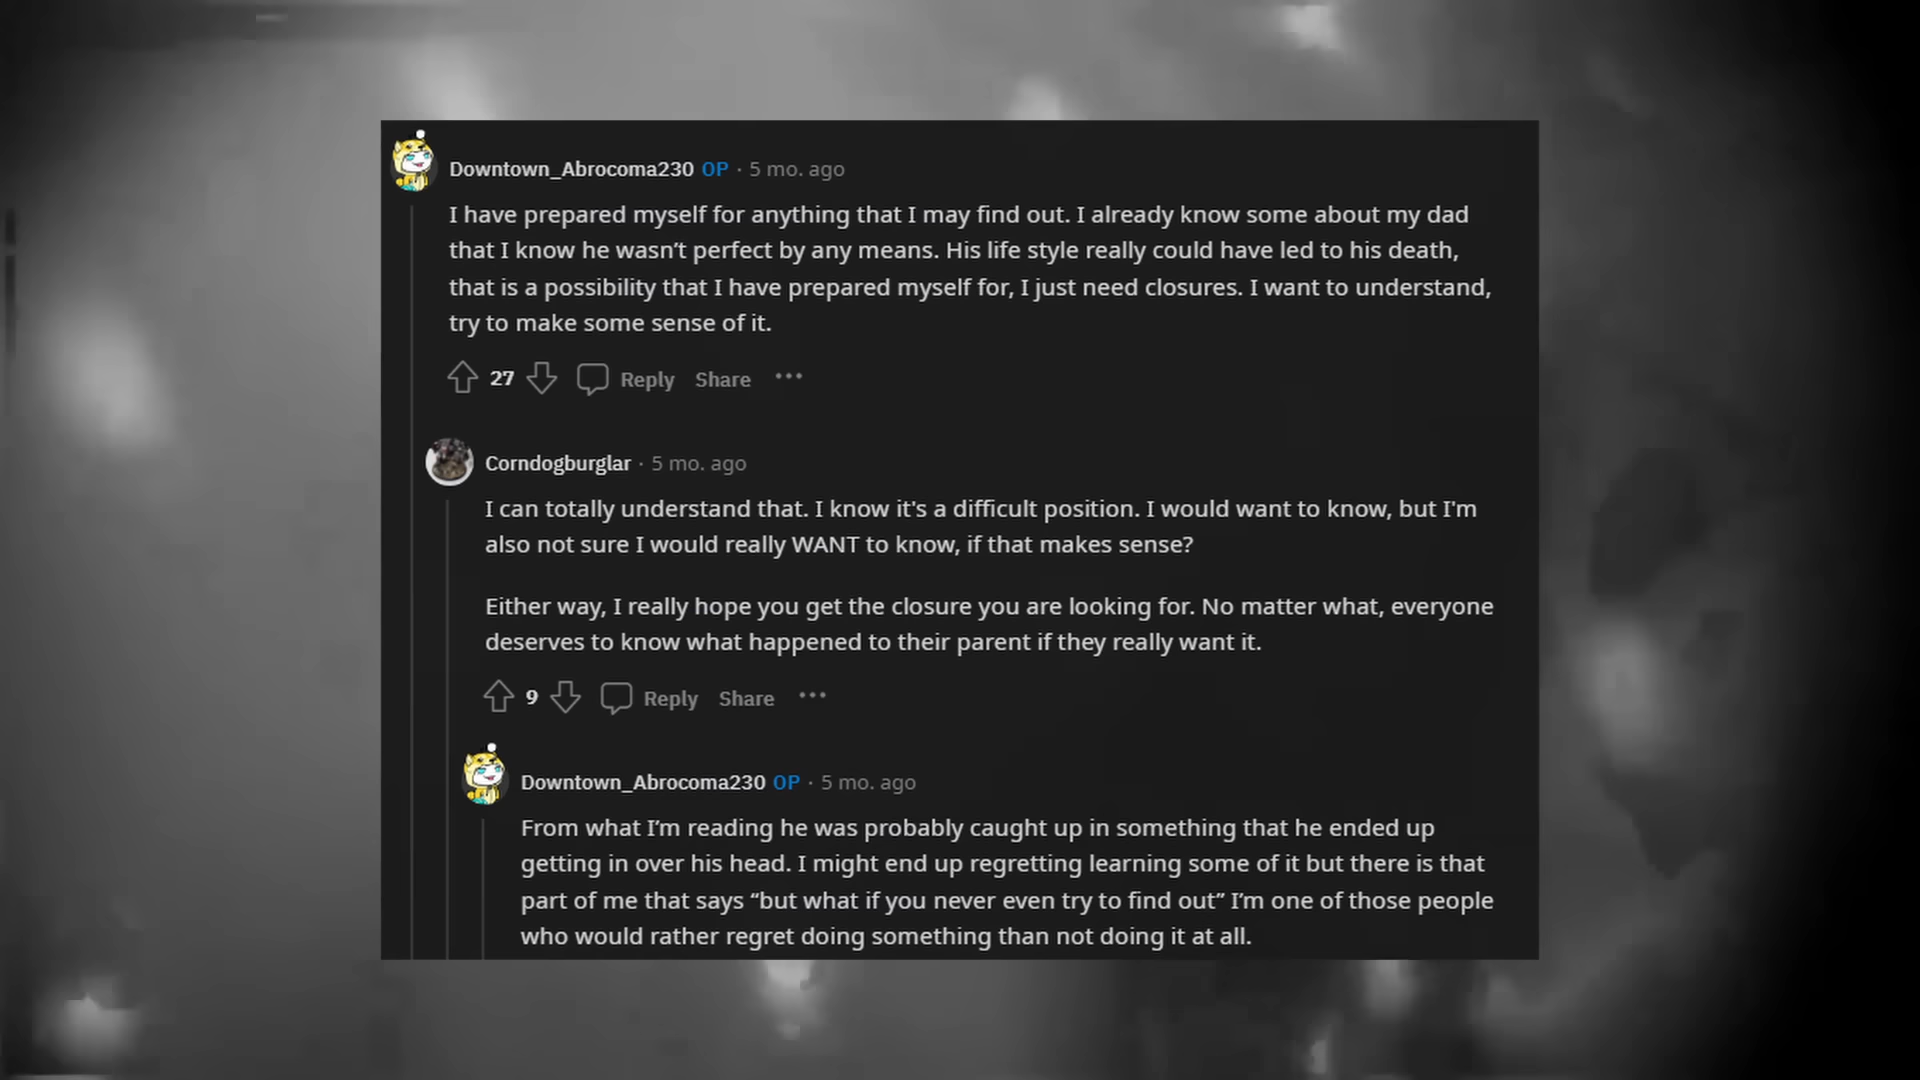 Downtown_Abrocoma230 OP · 5 mo. ago
I have prepared myself for anything that I may find out. I already know some about my dad
that I know he wasn’t perfect by any means. His life style really could have led to his death,
that is a possibility that I have prepared myself for, I just need closures. I want to understand,
try to make some sense of it.
27 Reply Share ···
Corndogburglar · 5 mo. ago
I can totally understand that. I know it's a difficult position. I would want to know, but I'm
also not sure I would really WANT to know, if that makes sense?
Either way, I really hope you get the closure you are looking for. No matter what, everyone
deserves to know what happened to their parent if they really want it.
9 Reply Share ···
Downtown_Abrocoma230 OP · 5 mo. ago
From what I’m reading he was probably caught up in something that he ended up
getting in over his head. I might end up regretting learning some of it but there is that
part of me that says “but what if you never even try to find out” I’m one of those people
who would rather regret doing something than not doing it at all.